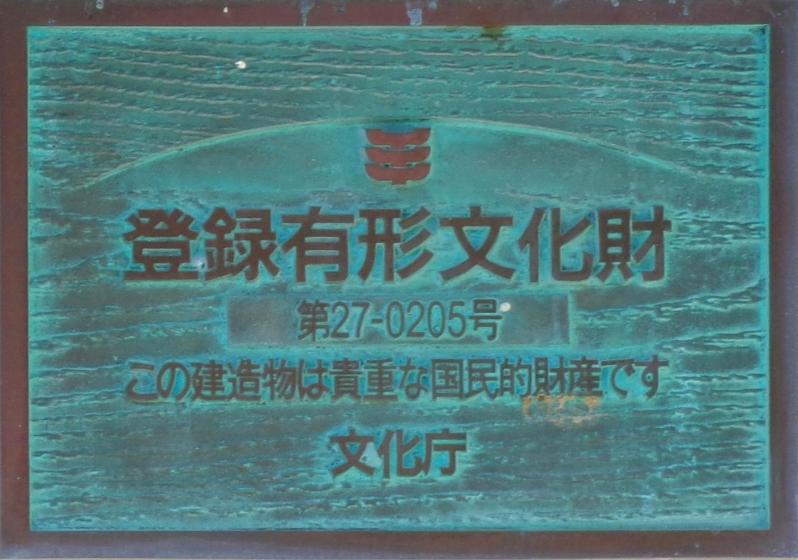 登録有形文化財
第27-0205号
この建造物は貴重な国民的財産です
文化庁